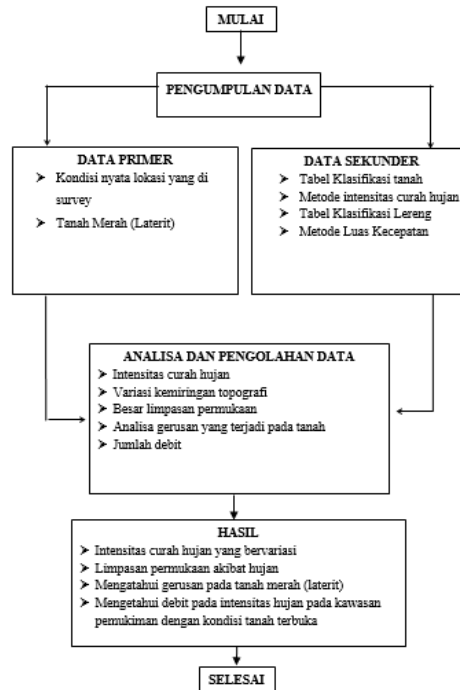 MULAI
PENGUMPULAN DATA
DATA PRIMER
➤ Kondisi nyata lokasi yang di
survey
➤ Tanah Merah (Laterit)
DATA SEKUNDER
➤ Tabel Klasifikasi tanah
➤ Metode intensitas curah hujan
➤ Tabel Klasifikasi Lereng
➤ Metode Luas Kecepatan
ANALISA DAN PENGOLAHAN DATA
➤ Intensitas curah hujan
➤ Variasi kemiringan topografi
➤ Besar limpasan permukaan
➤ Analisa gerusan yang terjadi pada tanah
➤ Jumlah debit
HASIL
➤ Intensitas curah hujan yang bervariasi
➤ Limpasan permukaan akibat hujan
➤ Mengatahui gerusan pada tanah merah (laterit)
➤ Mengetahui debit pada intensitas hujan pada kawasan
pemukiman dengan kondisi tanah terbuka
SELESAI